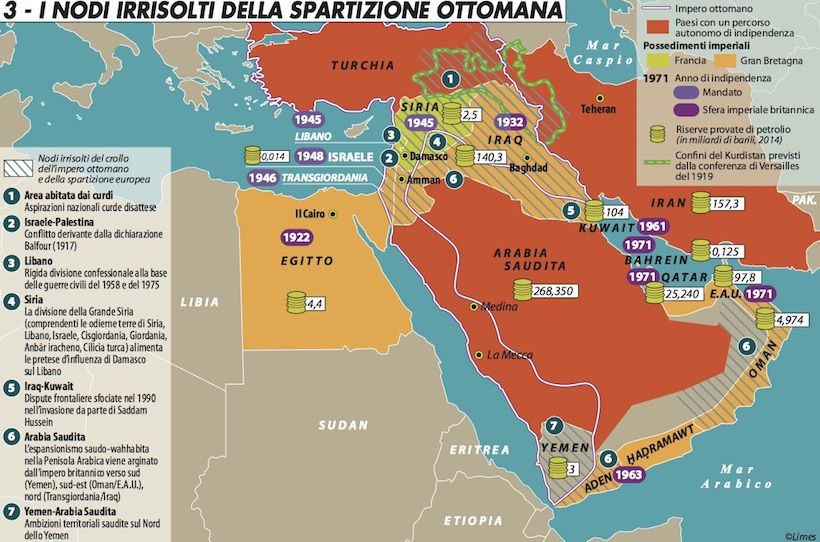 3 - I NODI IRRISOLTI DELLA SPARTIZIONE OTTOMANA
Impero ottomano
Paesi con un percorso
autonomo di indipendenza
Possedimenti imperiali
Francia
Gran Bretagna
1971 Anno di indipendenza
Mandato
Sfera imperiale britannica
Riserve provate di petrolio
(in miliardi di barili, 2014)
Confini del Kurdistan previsti
dalla conferenza di Versailles
del 1919
Nodi irrisolti del crollo
dell'impero ottomano
e della spartizione europea
1 Area abitata dai curdi
Aspirazioni nazionali curde disattese
2 Israele-Palestina
Conflitto derivante dalla dichiarazione
Balfour (1917)
3 Libano
Rigida divisione confessionale alla base
delle guerre civili del 1958 e del 1975
4 Siria
La divisione della Grande Siria
(comprendenti le odierne terre di Siria,
Libano, Israele, Cisgiordania, Giordania,
Anbār iracheno, Cilicia turca) alimenta
le pretese d'influenza di Damasco
sul Libano
5 Iraq-Kuwait
Dispute frontaliere sfociate nel 1990
nell'invasione da parte di Saddam
Hussein
6 Arabia Saudita
L'espansionismo saudo-wahhabita
nella Penisola Arabica viene arginato
dall'impero britannico verso sud
(Yemen), sud-est (Oman/E.A.U.),
nord (Transgiordania/Iraq)
7 Yemen-Arabia Saudita
Ambizioni territoriali saudite sul Nord
dello Yemen
TURCHIA
1
Mar
Caspio
Teheran
SIRIA
2,5
1945
1945
LIBANO
3
4
1932
IRAQ
0,014
1948 ISRAELE
2
Damasco
140,3
Baghdad
1946 TRANSGIORDANIA
Amman
6
IRAN
157,3
PAK.
Il Cairo
1922
EGITTO
4,4
5
104
KUWAIT 1961
1971
BAHREIN
0,125
1971 QATAR
97,8
25,240
E.A.U. 1971
4,974
ARABIA
SAUDITA
268,350
LIBIA
Medina
La Mecca
6
OMAN
SUDAN
ERITREA
ETIOPIA
7
YEMEN
3
6
ADEN
1963
ḤAḌRAMAWT
Mar
Arabico
©Limes